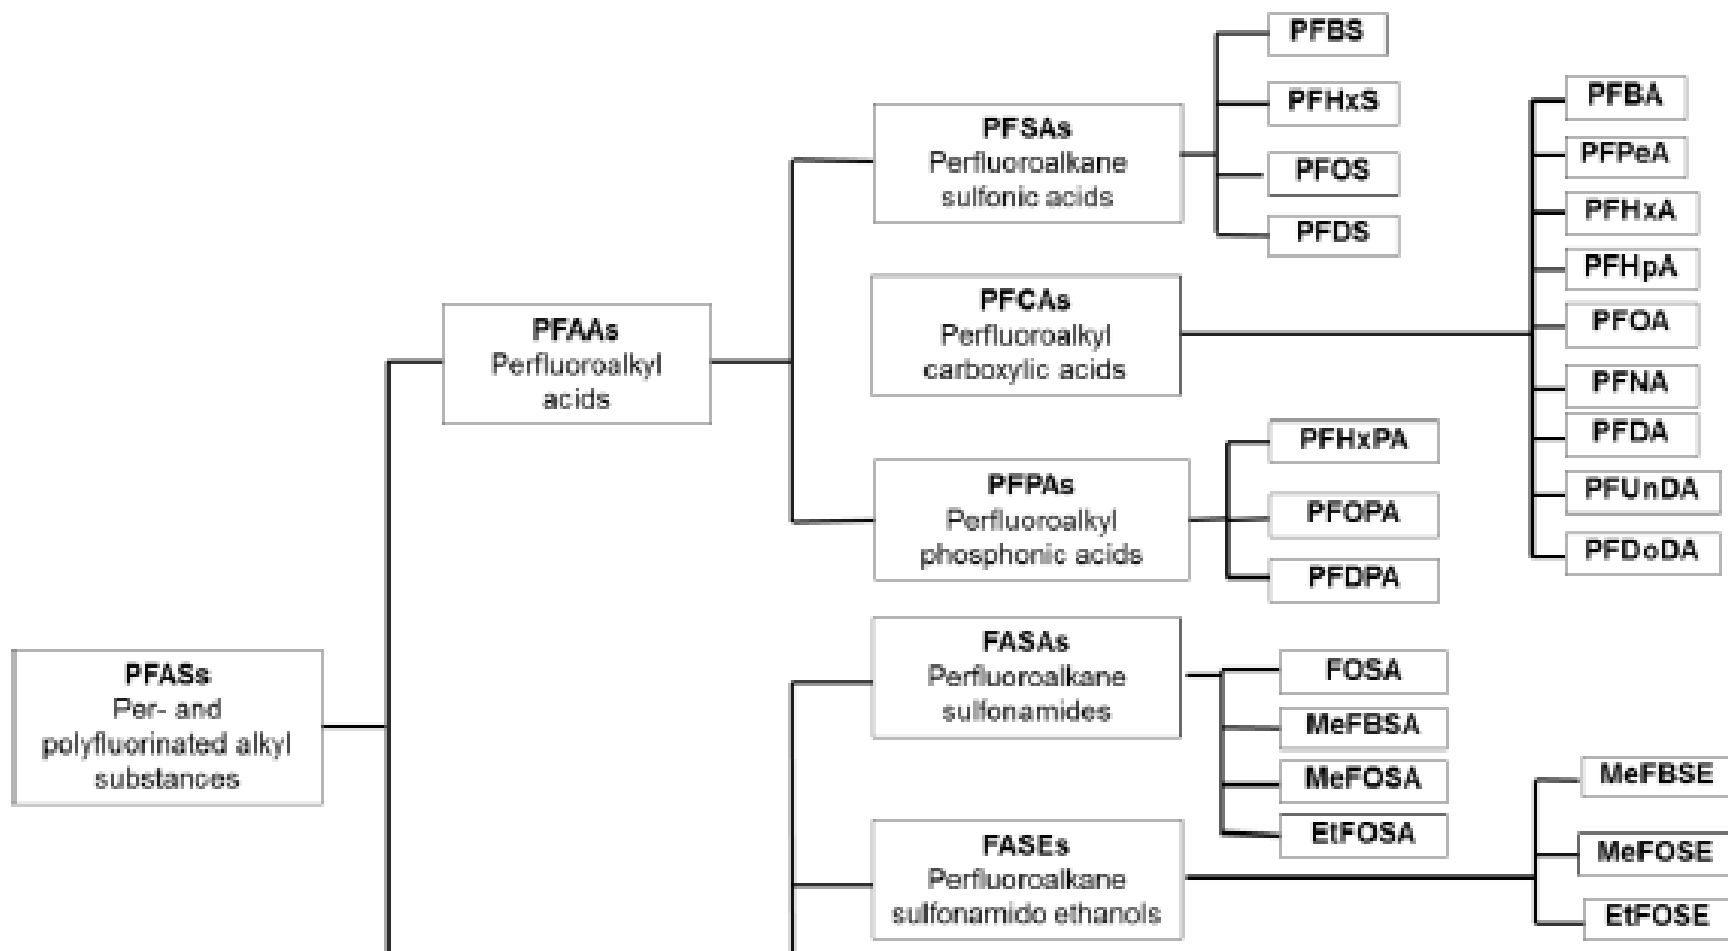 PFASs
Per- and
polyfluorinated alkyl
substances
PFAAs
Perfluoroalkyl
acids
PFSAs
Perfluoroalkane
sulfonic acids
PFBS
PFHxS
PFOS
PFDS
PFCAs
Perfluoroalkyl
carboxylic acids
PFBA
PFPeA
PFHxA
PFHpA
PFOA
PFNA
PFDA
PFUnDA
PFDoDA
PFPAs
Perfluoroalkyl
phosphonic acids
PFHxPA
PFOPA
PFDPA
FASAs
Perfluoroalkane
sulfonamides
FOSA
MeFBSA
MeFOSA
EtFOSA
FASEs
Perfluoroalkane
sulfonamido ethanols
MeFBSE
MeFOSE
EtFOSE